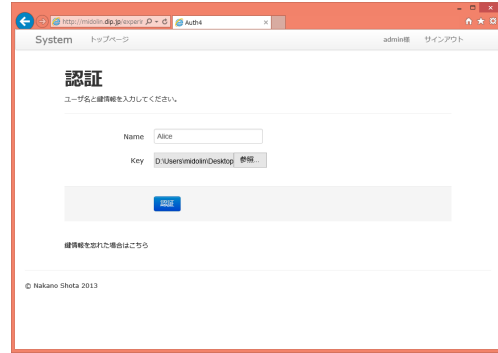 http://midolin.dip.jp/experir
Auth4
System トップページ admin様 サインアウト
認証
ユーザ名と鍵情報を入力してください。
Name Alice
Key D:\Users\midolin\Desktop 参照...
認証
鍵情報を忘れた場合はこちら
© Nakano Shota 2013